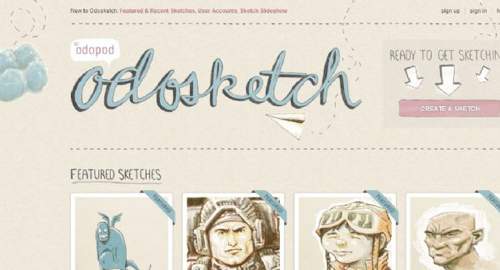 New to Odosketch: Featured & Recent Sketches, User Accounts, Sketch Slideshow
sign up sign in
odopod
odosketch
READY TO GET SKETCHIN
CREATE A SKETCH
FEATURED SKETCHES